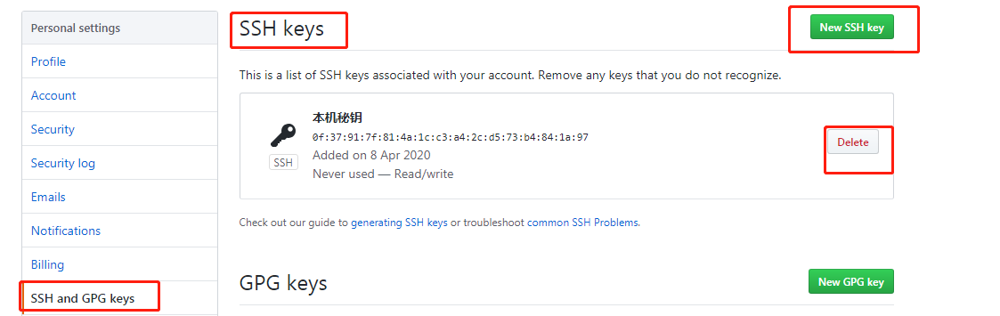 Personal settings
Profile
Account
Security
Security log
Emails
Notifications
Billing
SSH and GPG keys
SSH keys
New SSH key
This is a list of SSH keys associated with your account. Remove any keys that you do not recognize.
本机秘钥
0f:37:91:7f:81:4a:1c:c3:a4:2c:d5:73:b4:84:1a:97
Added on 8 Apr 2020
Never used — Read/write
SSH
Delete
Check out our guide to generating SSH keys or troubleshoot common SSH Problems.
GPG keys
New GPG key